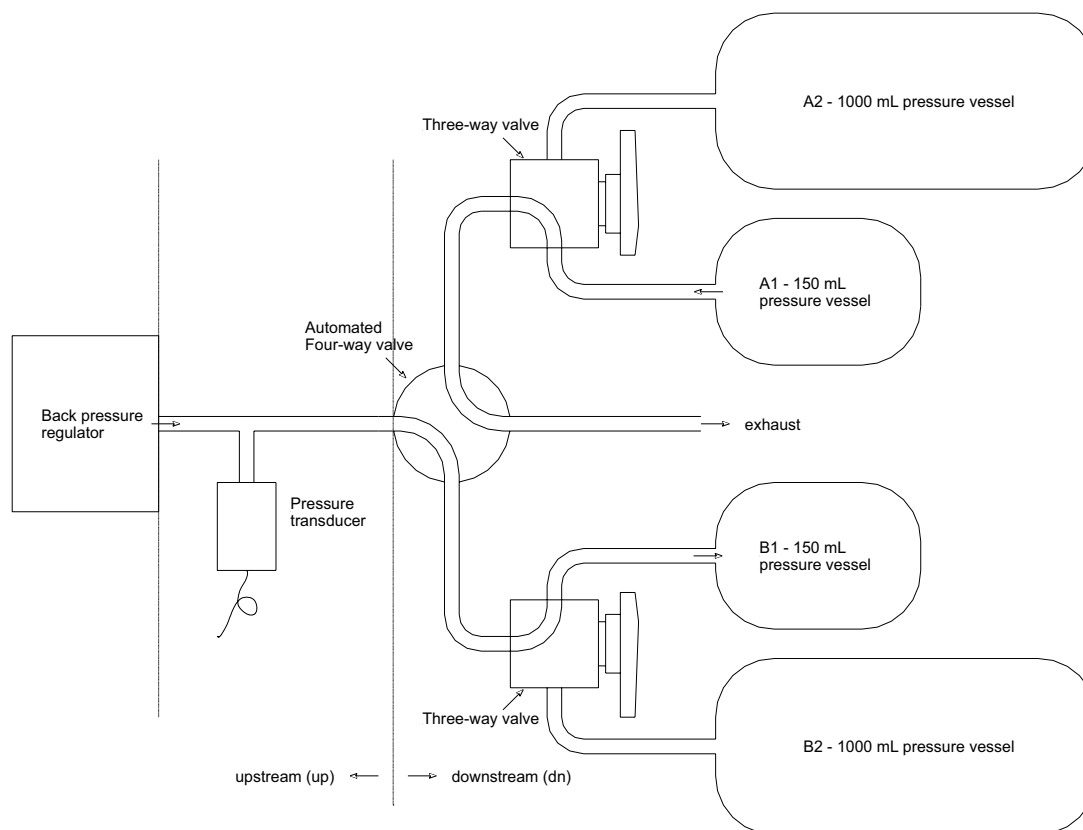 A2 - 1000 mL pressure vessel
Three-way valve
A1 - 150 mL
pressure vessel
Automated
Four-way valve
Back pressure
regulator
exhaust
Pressure
transducer
B1 - 150 mL
pressure vessel
Three-way valve
B2 - 1000 mL pressure vessel
upstream (up)
downstream (dn)